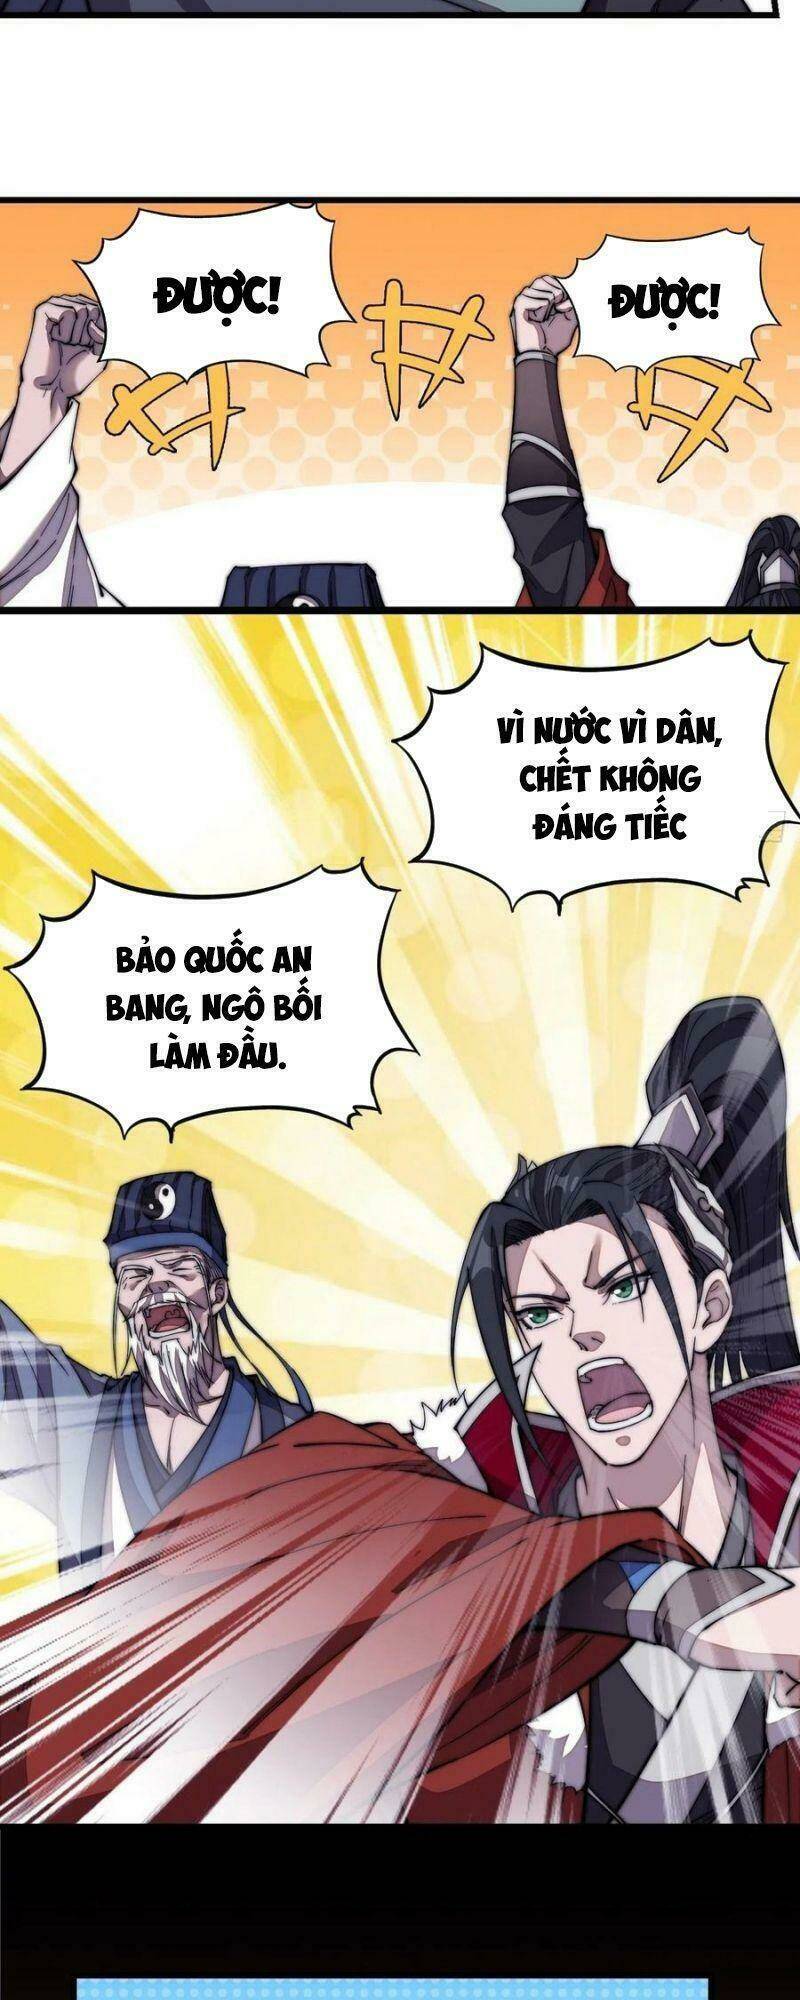 ĐƯỢC!
ĐƯỢC!
VÌ NƯỚC VÌ DÂN,
CHẾT KHÔNG
ĐÁNG TIẾC
BẢO QUỐC AN
BANG, NGÔ BỐI
LÀM ĐẦU.